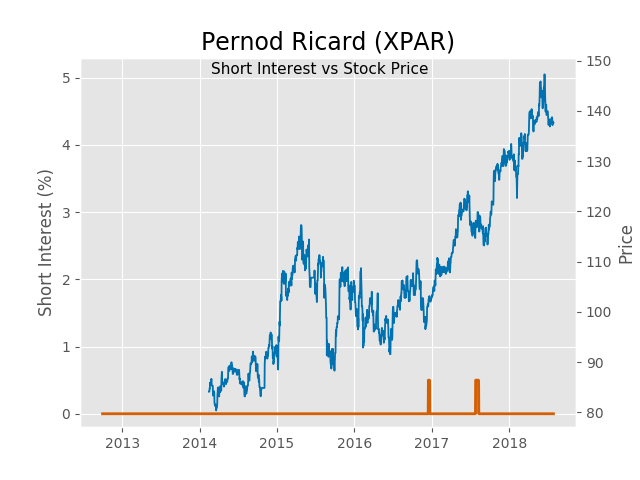 Pernod Ricard (XPAR)
Short Interest vs Stock Price
Short Interest (%)
5
4
3
2
1
0
150
140
130
120
110
100
90
80
Price
2013 2014 2015 2016 2017 2018